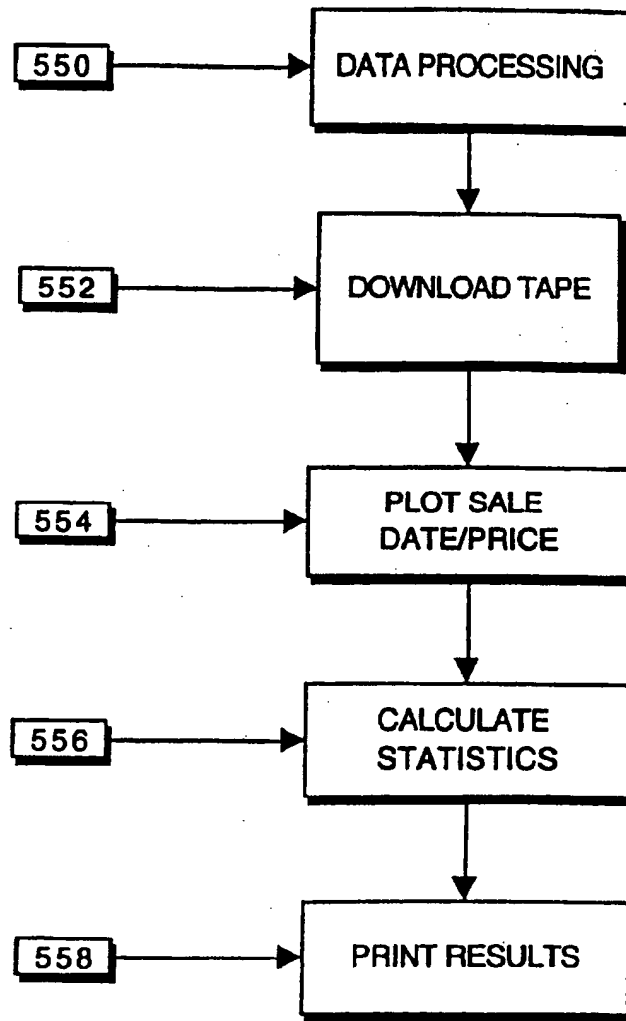 550
DATA PROCESSING
552
DOWNLOAD TAPE
554
PLOT SALE
DATE/PRICE
556
CALCULATE
STATISTICS
558
PRINT RESULTS